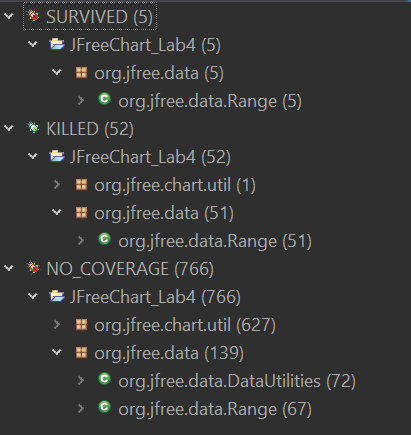 SURVIVED (5)
JFreeChart_Lab4 (5)
org.jfree.data (5)
org.jfree.data.Range (5)
KILLED (52)
JFreeChart_Lab4 (52)
org.jfree.chart.util (1)
org.jfree.data (51)
org.jfree.data.Range (51)
NO_COVERAGE (766)
JFreeChart_Lab4 (766)
org.jfree.chart.util (627)
org.jfree.data (139)
org.jfree.data.DataUtilities (72)
org.jfree.data.Range (67)